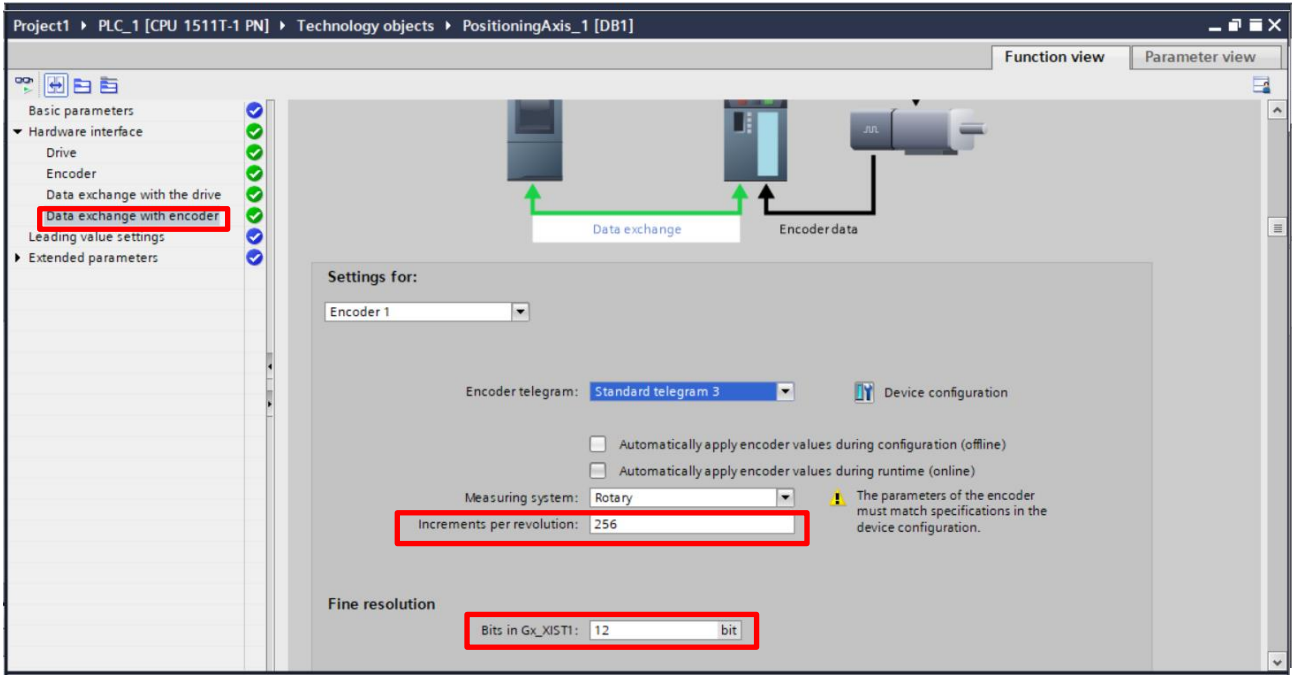 Project1 ▸ PLC_1 [CPU 1511T-1 PN] ▸ Technology objects ▸ PositioningAxis_1 [DB1]
Function view
Parameter view
Basic parameters
Hardware interface
Drive
Encoder
Data exchange with the drive
Data exchange with encoder
Leading value settings
Extended parameters
Data exchange
Encoder data
Settings for:
Encoder 1
Encoder telegram: Standard telegram 3
Device configuration
Automatically apply encoder values during configuration (offline)
Automatically apply encoder values during runtime (online)
Measuring system: Rotary
The parameters of the encoder
must match specifications in the
device configuration.
Increments per revolution: 256
Fine resolution
Bits in Gx_XIST1: 12 bit